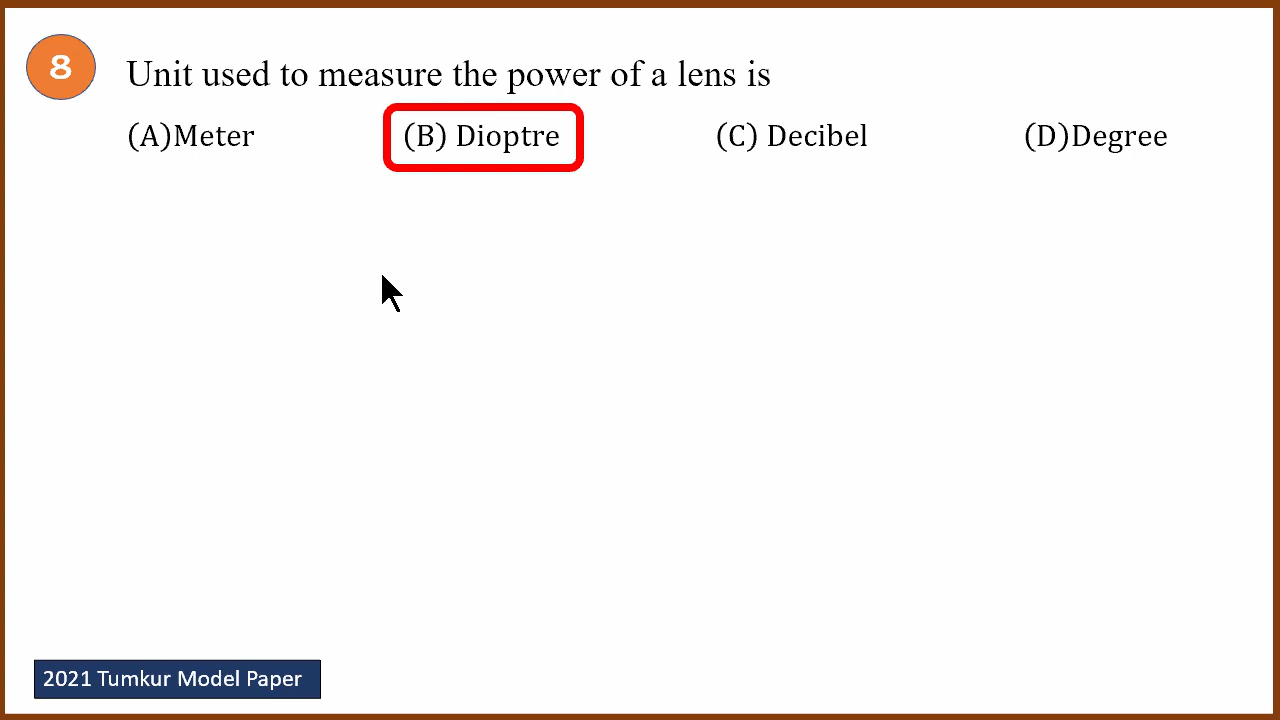 8
Unit used to measure the power of a lens is
(A)Meter (B) Dioptre (C) Decibel (D)Degree
2021 Tumkur Model Paper